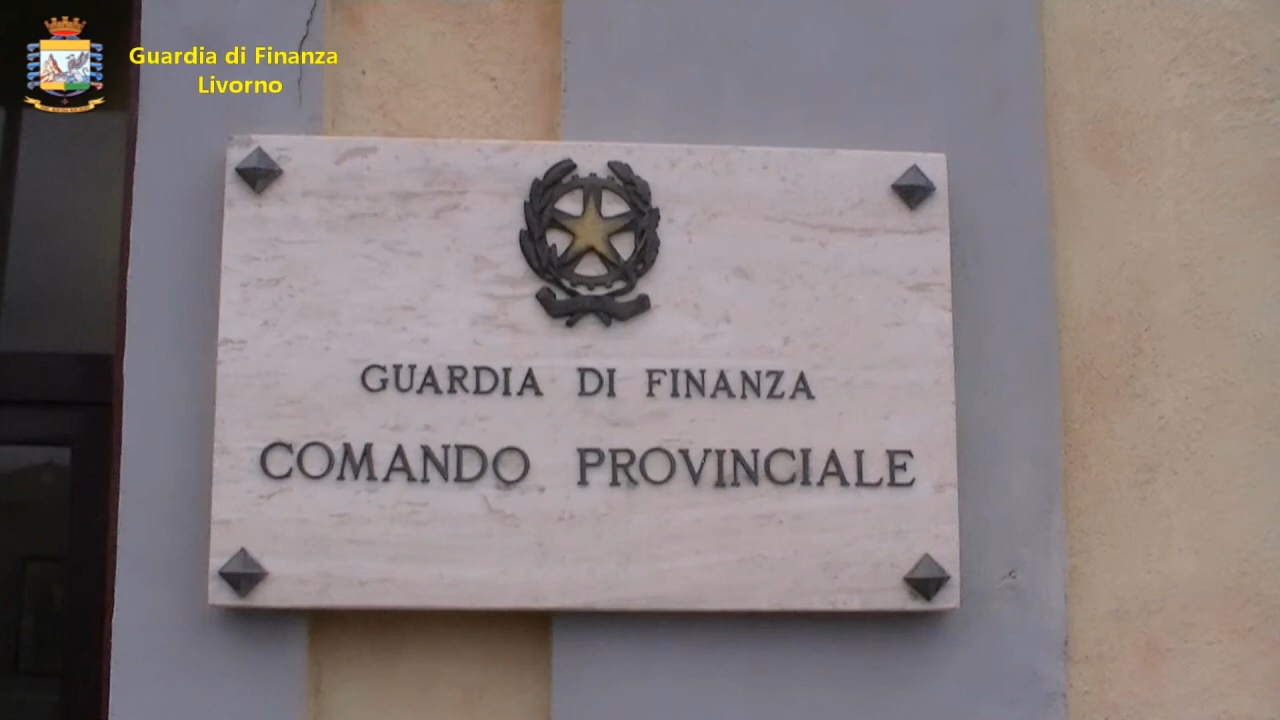 Guardia di Finanza
Livorno
GUARDIA DI FINANZA
COMANDO PROVINCIALE